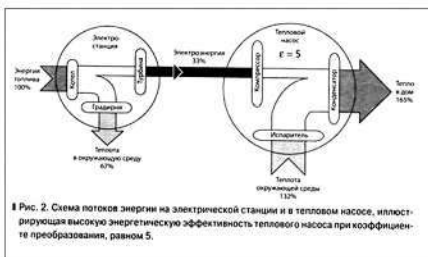 Электро-
станция
Тепловой
насос
ε = 5
Электроэнергия
33%
Энергия
топлива
100%
Котел
Турбина
Градирня
Компрессор
Конденсатор
Испаритель
Тепло
в дом
165%
Теплота
в окружающую среду
67%
Теплота
окружающей среды
132%
Рис. 2. Схема потоков энергии на электрической станции и в тепловом насосе, иллюст-
рирующая высокую энергетическую эффективность теплового насоса при коэффициен-
те преобразования, равном 5.